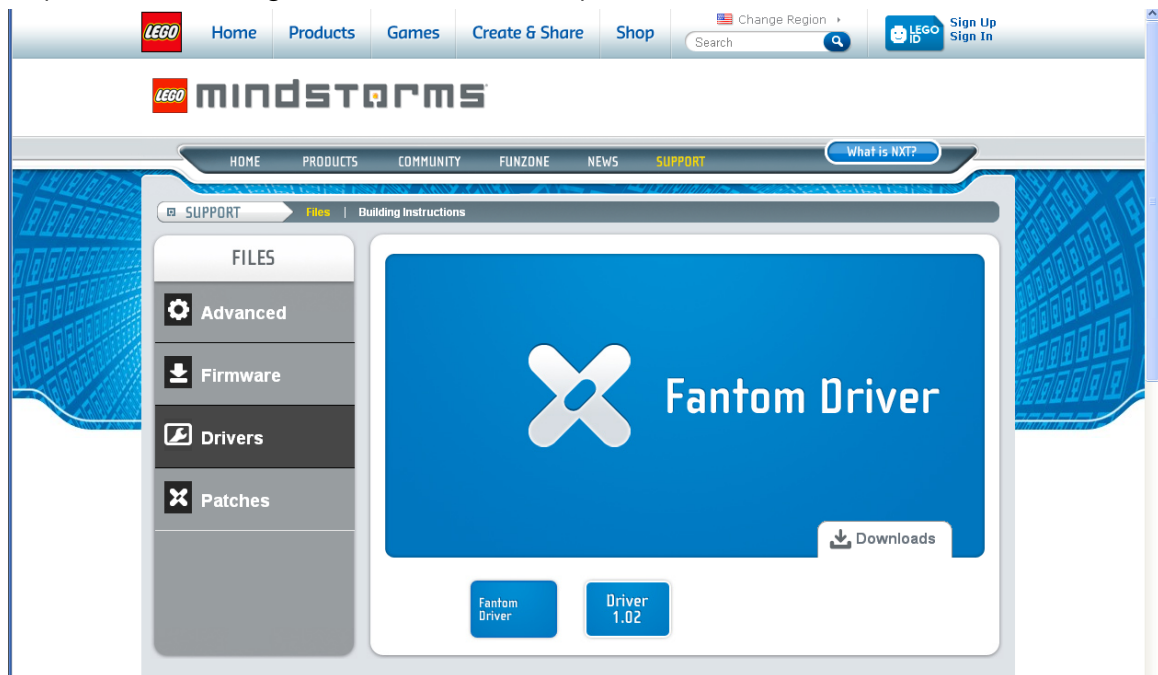 LEGO
Home Products Games Create & Share Shop
Change Region
Search
LEGO ID
Sign Up
Sign In
LEGO mindstorms
HOME PRODUCTS COMMUNITY FUNZONE NEWS SUPPORT
What is NXT?
SUPPORT Files | Building Instructions
FILES
Advanced
Firmware
Drivers
Patches
Fantom Driver
Downloads
Fantom
Driver
Driver
1.02